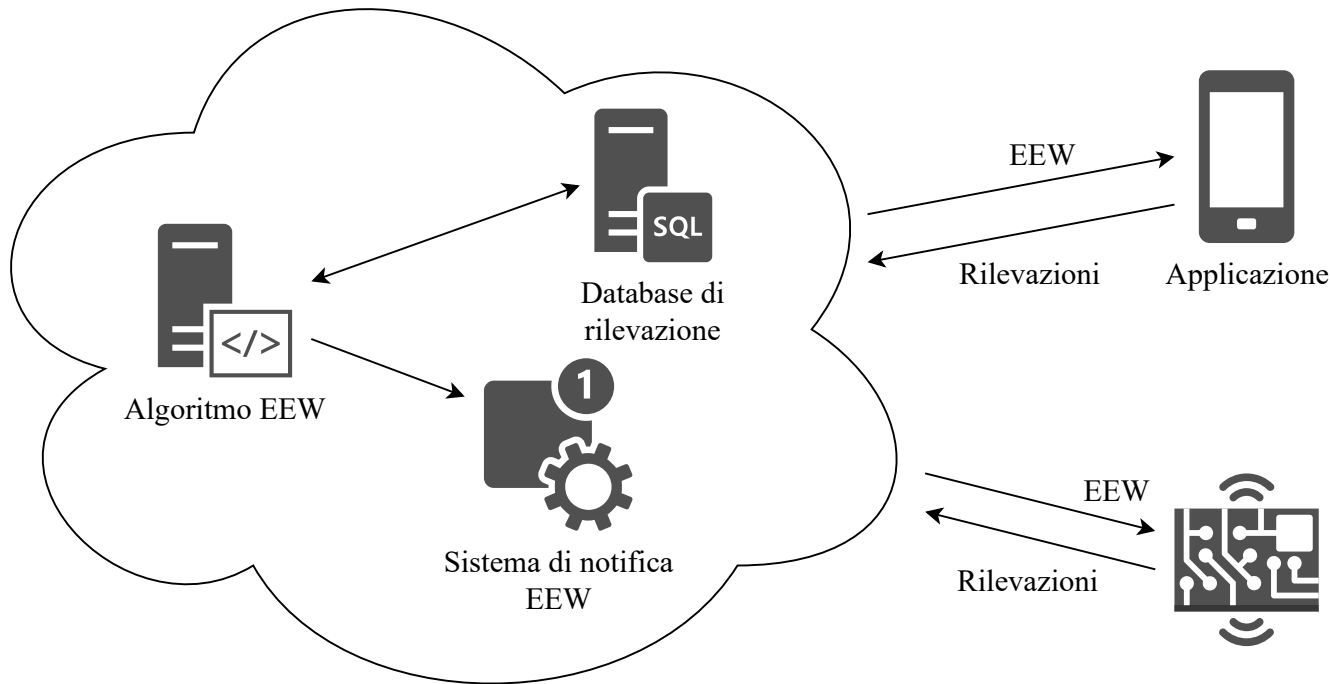 EEW
SQL
Rilevazioni
Applicazione
Database di
rilevazione
</>
Algoritmo EEW
1
EEW
Sistema di notifica
EEW
Rilevazioni